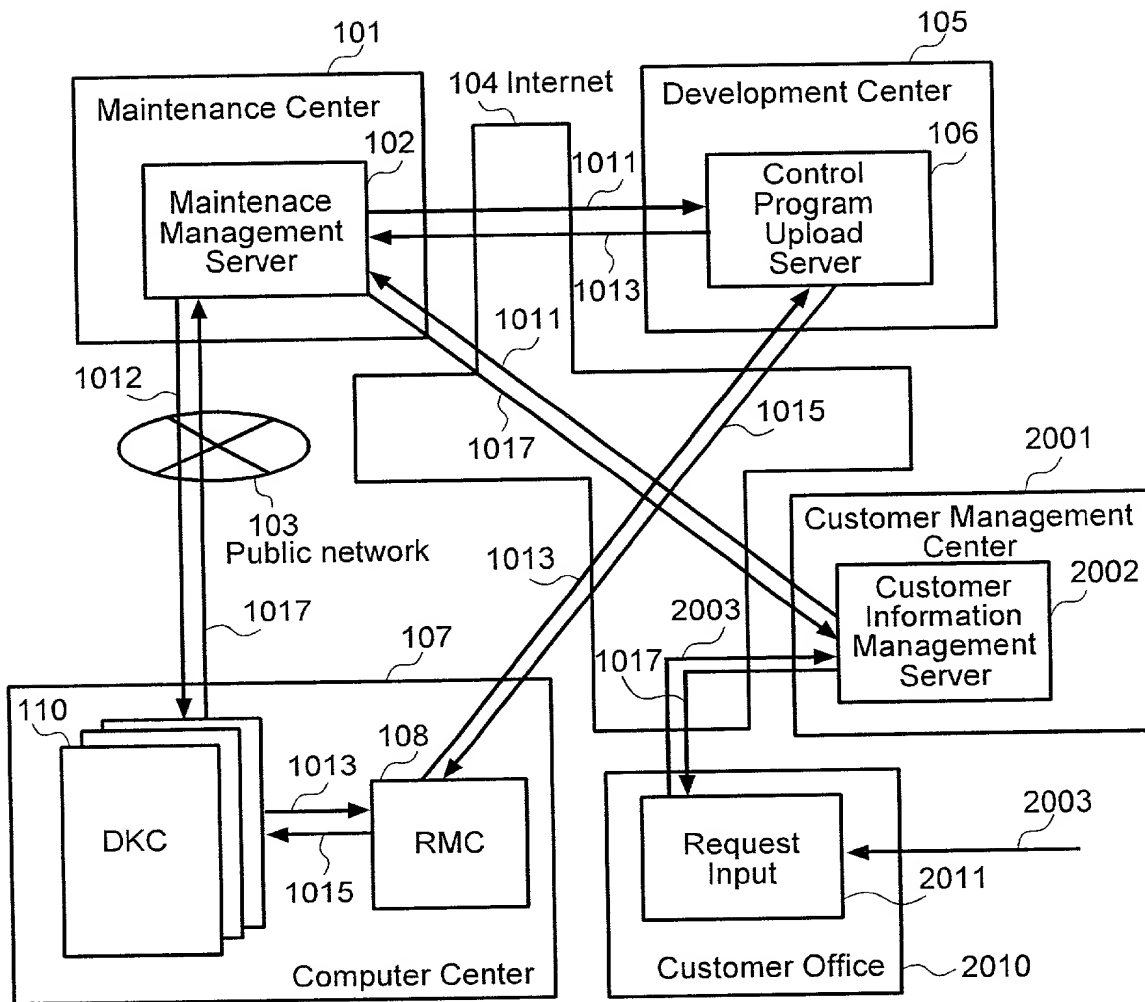 101
105
Maintenance Center
104 Internet
Development Center
102
106
Maintenace
Management
Server
1011
Control
Program
Upload
Server
1013
1011
1012
1017
1015
2001
103
Public network
Customer Management
Center
1013
2002
Customer
Information
Management
Server
1017
2003
107
1017
110
108
1013
DKC
RMC
1015
2003
Request
Input
2011
Computer Center
Customer Office
2010